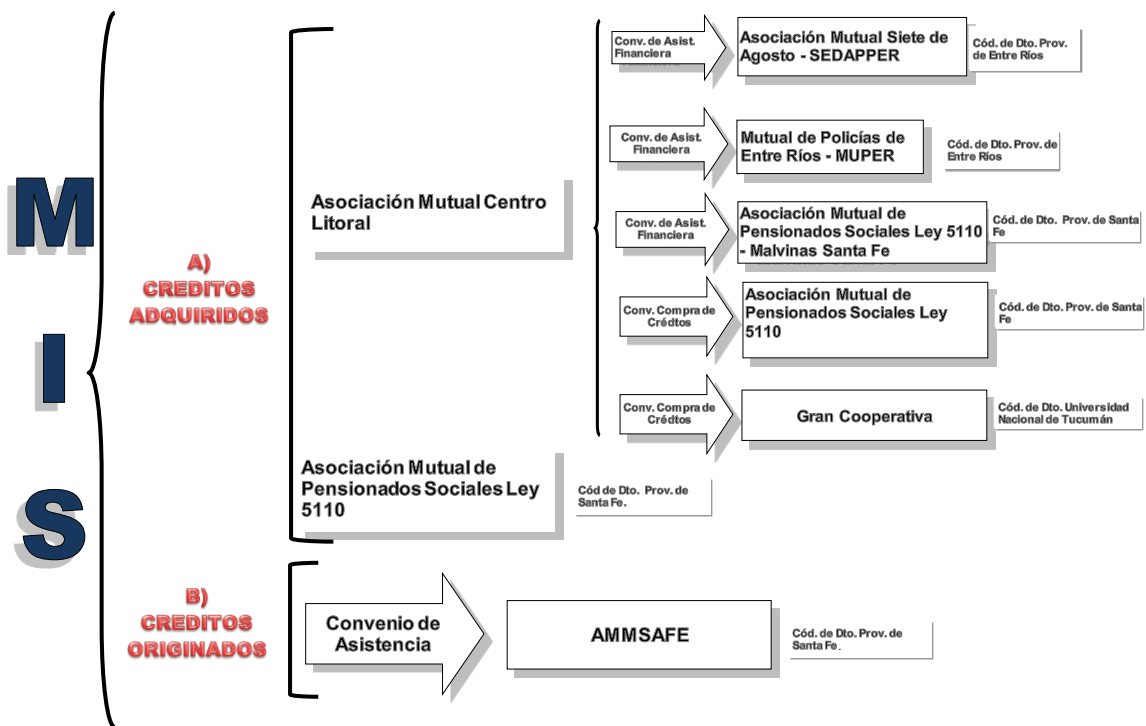 M
I
S
A)
CREDITOS
ADQUIRIDOS
Asociación Mutual Centro
Litoral
Conv. de Asist.
Financiera
Asociación Mutual Siete de
Agosto - SEDAPPER
Cód. de Dto. Prov.
de Entre Ríos
Conv. de Asist.
Financiera
Mutual de Policías de
Entre Ríos - MUPER
Cód. de Dto. Prov. de
Entre Ríos
Conv. de Asist.
Financiera
Asociación Mutual de
Pensionados Sociales Ley 5110
- Malvinas Santa Fe
Cód. de Dto. Prov. de Santa
Fe
Conv. Compra de
Crédtos
Asociación Mutual de
Pensionados Sociales Ley
5110
Cód. de Dto. Prov. de Santa
Fe
Conv. Compra de
Crédtos
Gran Cooperativa
Cód. de Dto. Universidad
Nacional de Tucumán
Asociación Mutual de
Pensionados Sociales Ley
5110
Cód de Dto. Prov. de
Santa Fe.
B)
CREDITOS
ORIGINADOS
Convenio de
Asistencia
AMMSAFE
Cód. de Dto. Prov. de
Santa Fe.